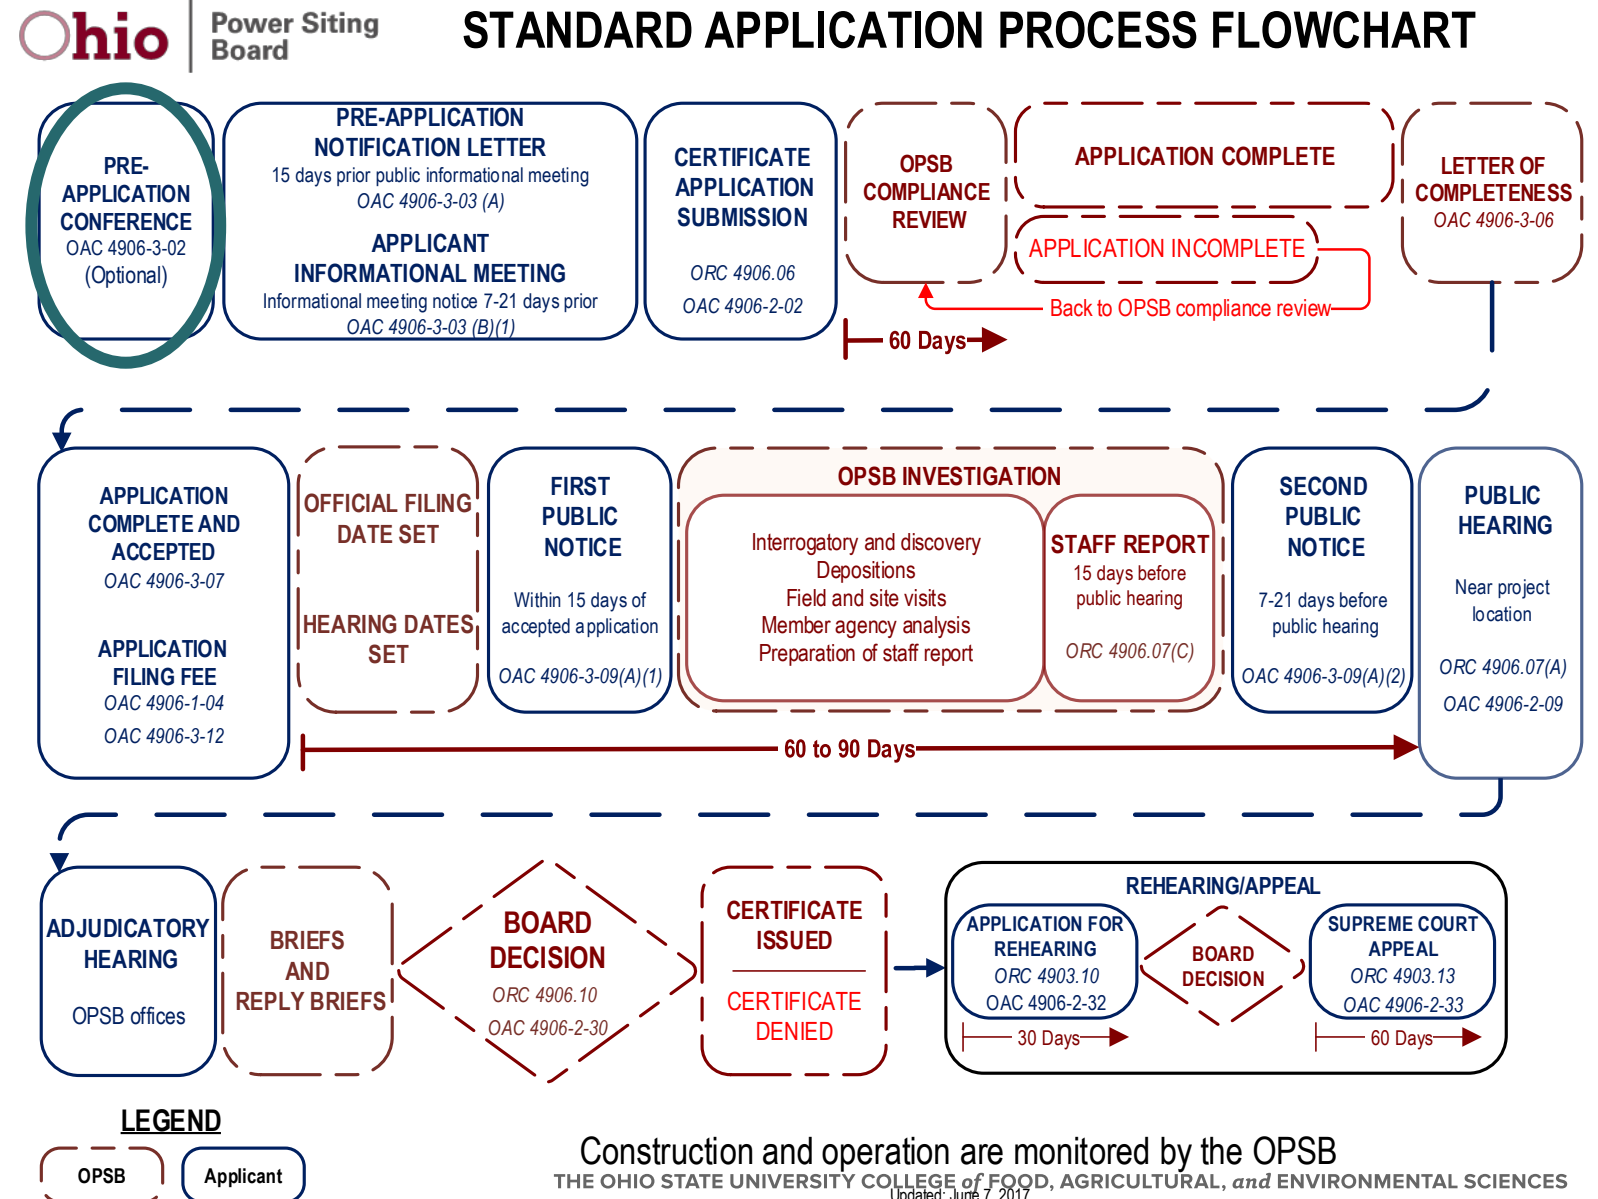 Ohio
Power Siting
Board
STANDARD APPLICATION PROCESS FLOWCHART
PRE-
APPLICATION
CONFERENCE
OAC 4906-3-02
(Optional)
PRE-APPLICATION
NOTIFICATION LETTER
15 days prior public informational meeting
OAC 4906-3-03 (A)
APPLICANT
INFORMATIONAL MEETING
Informational meeting notice 7-21 days prior
OAC 4906-3-03 (B)(1)
CERTIFICATE
APPLICATION
SUBMISSION
ORC 4906.06
OAC 4906-2-02
OPSB
COMPLIANCE
REVIEW
APPLICATION COMPLETE
APPLICATION INCOMPLETE
Back to OPSB compliance review
60 Days
LETTER OF
COMPLETENESS
OAC 4906-3-06
APPLICATION
COMPLETE AND
ACCEPTED
OAC 4906-3-07
APPLICATION
FILING FEE
OAC 4906-1-04
OAC 4906-3-12
OFFICIAL FILING
DATE SET
HEARING DATES
SET
FIRST
PUBLIC
NOTICE
Within 15 days of
accepted application
OAC 4906-3-09(A)(1)
OPSB INVESTIGATION
Interrogatory and discovery
Depositions
Field and site visits
Member agency analysis
Preparation of staff report
STAFF REPORT
15 days before
public hearing
ORC 4906.07(C)
SECOND
PUBLIC
NOTICE
7-21 days before
public hearing
OAC 4906-3-09(A)(2)
PUBLIC
HEARING
Near project
location
ORC 4906.07(A)
OAC 4906-2-09
60 to 90 Days
ADJUDICATORY
HEARING
OPSB offices
BRIEFS
AND
REPLY BRIEFS
BOARD
DECISION
ORC 4906.10
OAC 4906-2-30
CERTIFICATE
ISSUED
CERTIFICATE
DENIED
REHEARING/APPEAL
APPLICATION FOR
REHEARING
ORC 4903.10
OAC 4906-2-32
30 Days
BOARD
DECISION
SUPREME COURT
APPEAL
ORC 4903.13
OAC 4906-2-33
60 Days
LEGEND
OPSB
Applicant
Construction and operation are monitored by the OPSB
THE OHIO STATE UNIVERSITY COLLEGE of FOOD, AGRICULTURAL, and ENVIRONMENTAL SCIENCES
Updated: June 7, 2017